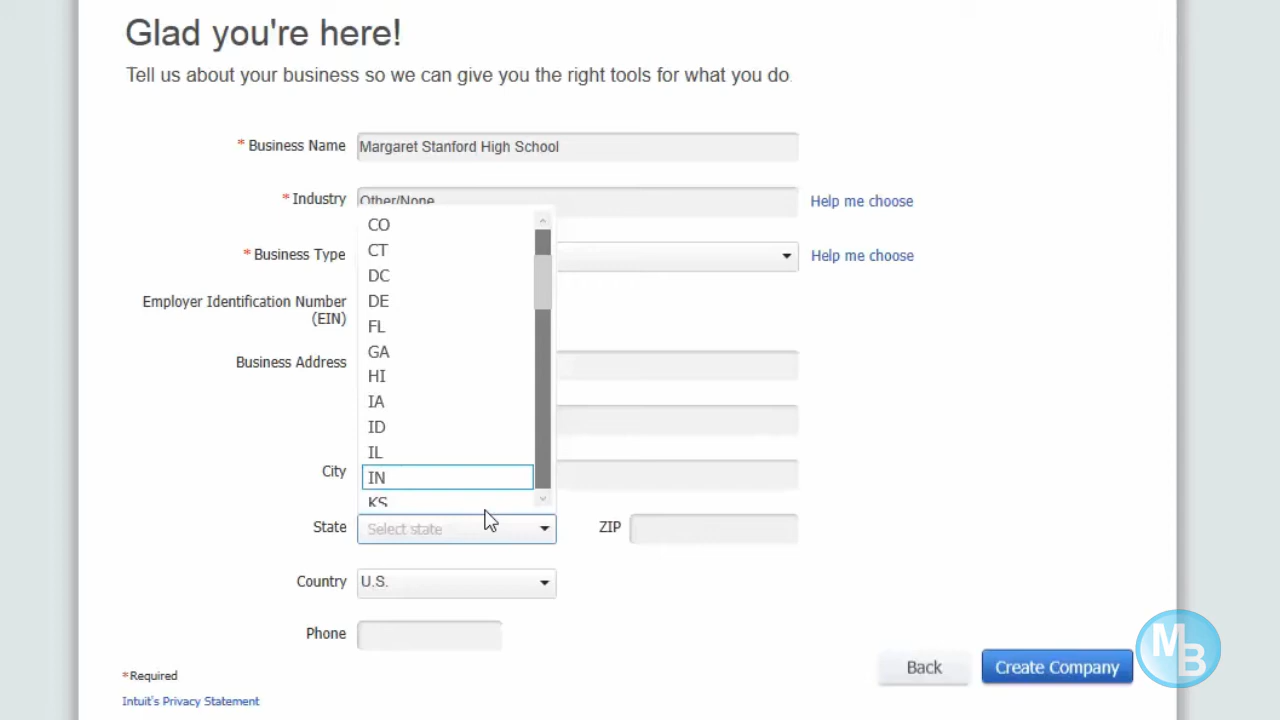 Glad you're here!
Tell us about your business so we can give you the right tools for what you do.
* Business Name Margaret Stanford High School
* Industry Other/None Help me choose
CO
* Business Type Help me choose
CT
DC
DE
Employer Identification Number
(EIN)
FL
GA
Business Address
HI
IA
ID
IL
City
IN
KS
State Select state ZIP
Country U.S.
Phone
*Required
Back Create Company
Intuit's Privacy Statement
MB